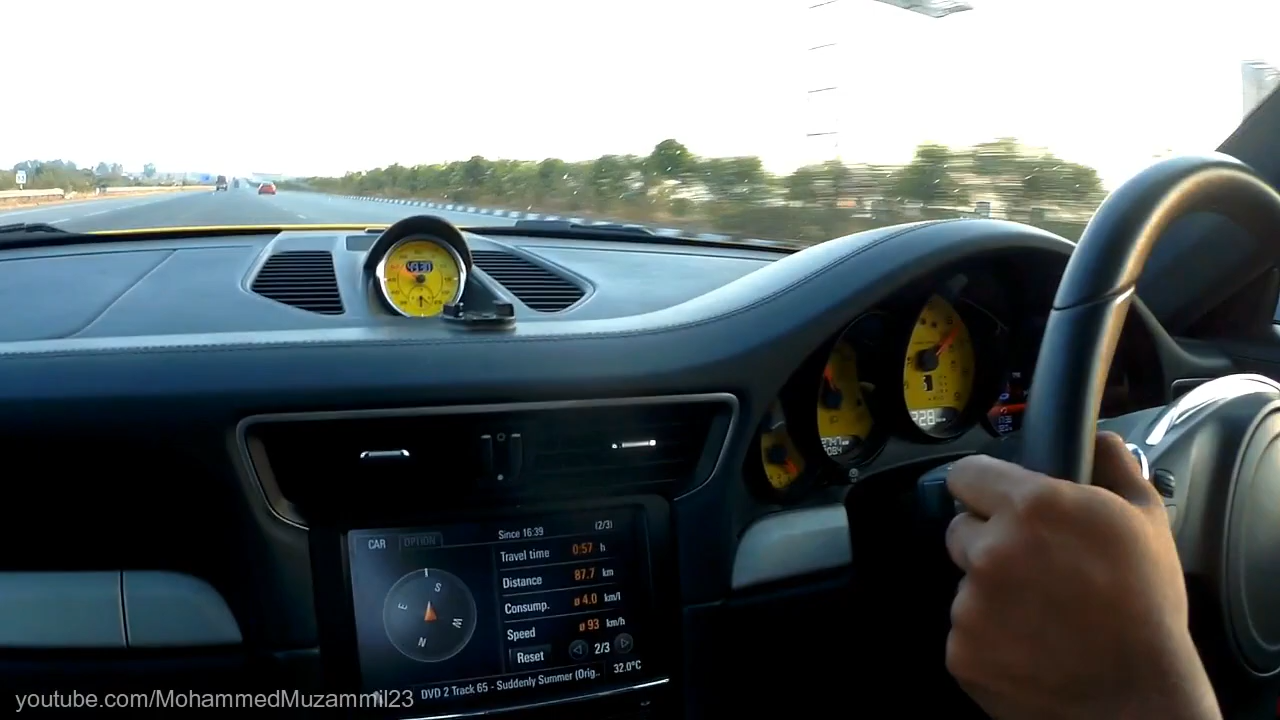 228
CAR
OPTION
Since 16:39
(2/3)
Travel time 0:57 h
Distance 87.7 km
Consump. ø 4.0 km/l
Speed ø 93 km/h
Reset 2/3
DVD 2 Track 65 - Suddenly Summer (Orig..
32.0°C
S
E
W
N
youtube.com/MohammedMuzammil23